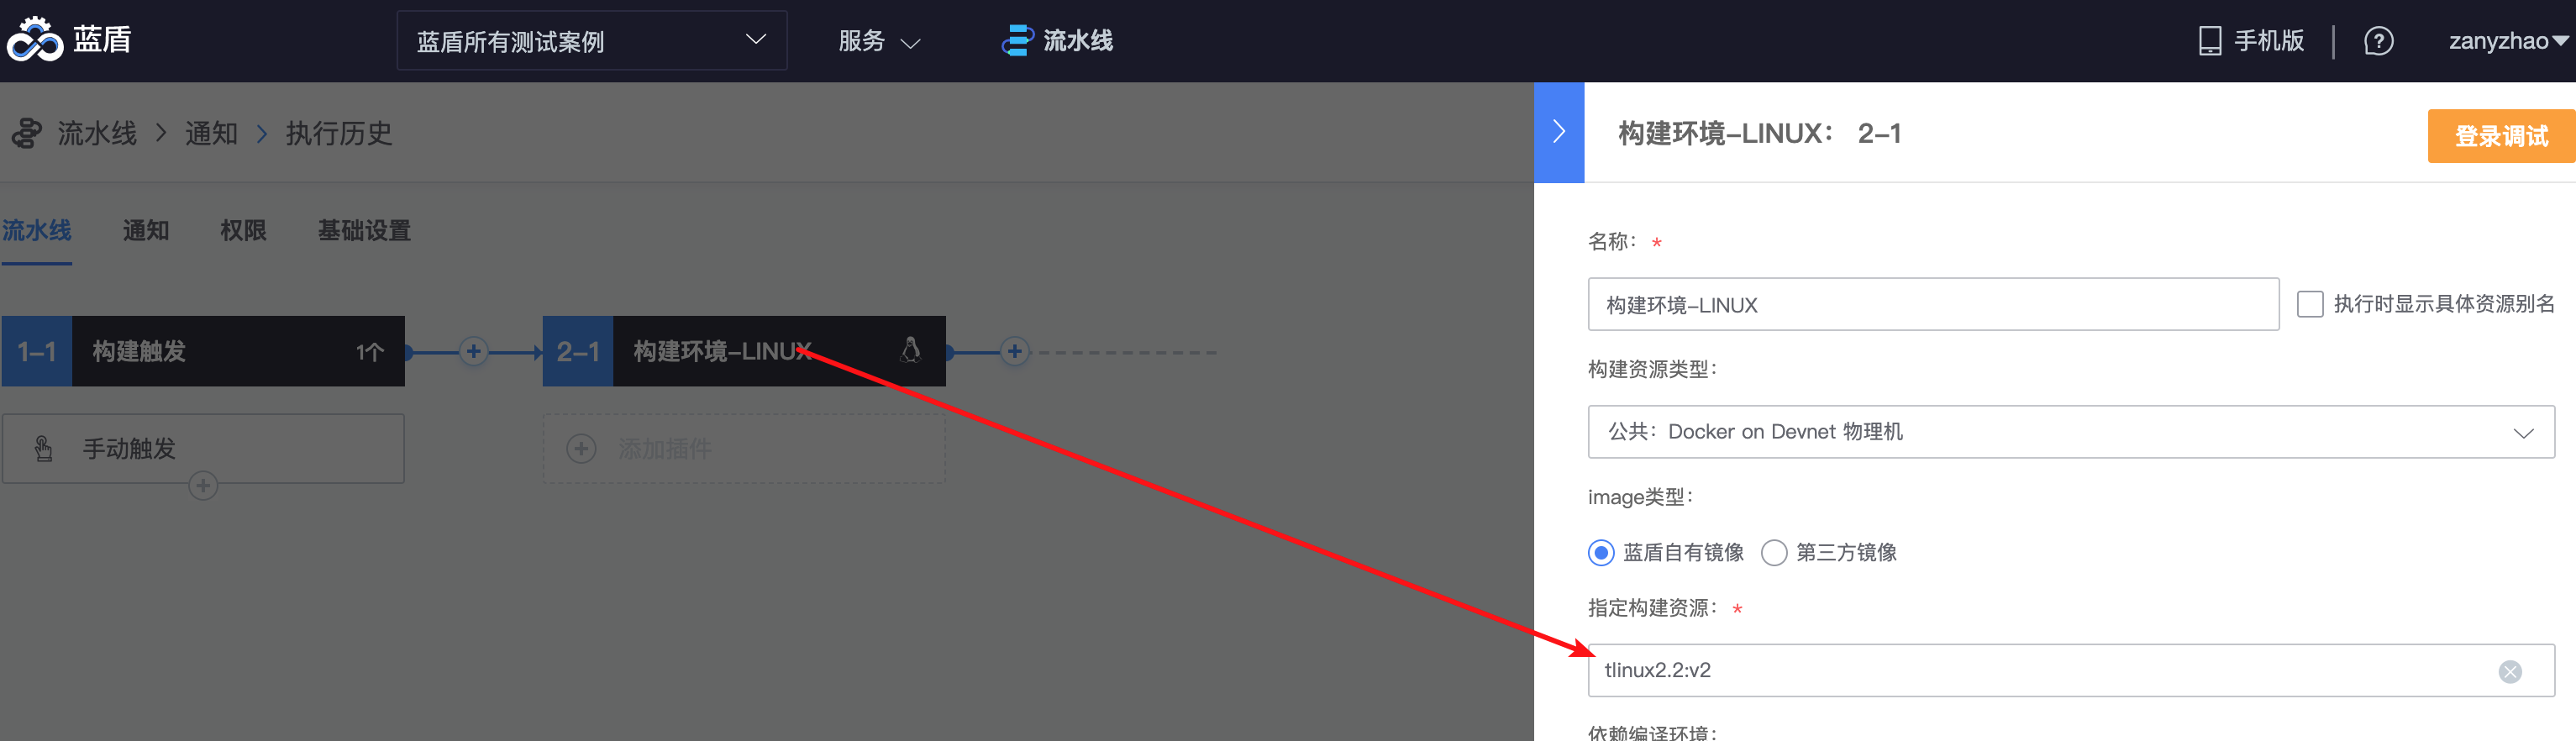 蓝盾
蓝盾所有测试案例
服务
流水线
手机版
zanyzhao
流水线 > 通知 > 执行历史
流水线 通知 权限 基础设置
1-1 构建触发 1个
2-1 构建环境-LINUX
手动触发
添加插件
构建环境-LINUX： 2-1
登录调试
名称： *
构建环境-LINUX
执行时显示具体资源别名
构建资源类型：
公共：Docker on Devnet 物理机
image类型：
蓝盾自有镜像 第三方镜像
指定构建资源： *
tlinux2.2:v2
依赖编译环境：